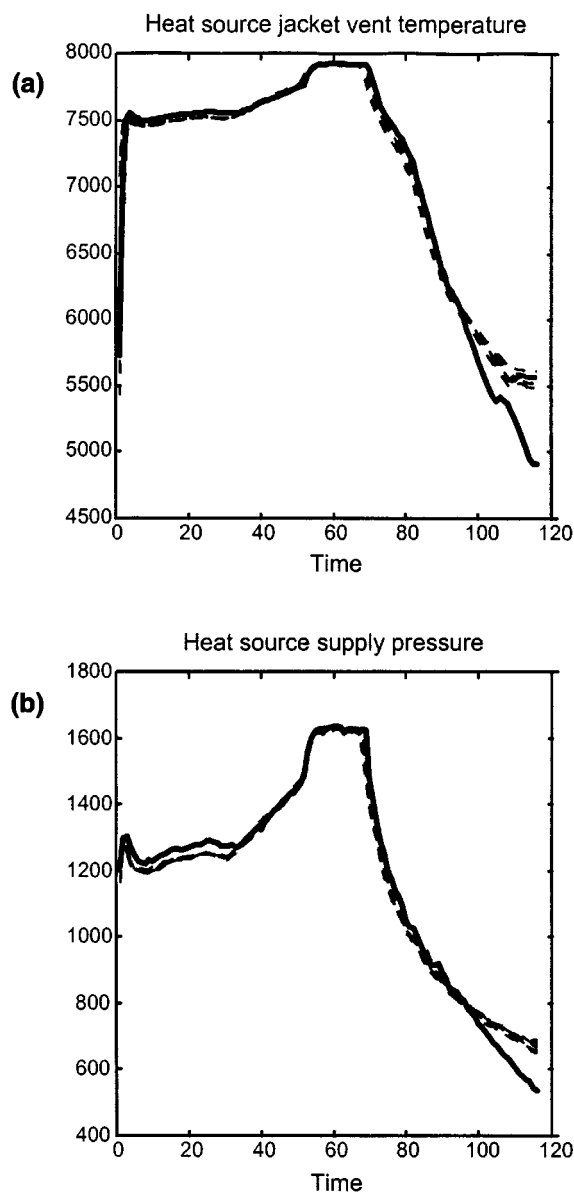 Heat source jacket vent temperature
(a)
8000
7500
7000
6500
6000
5500
5000
4500
0 20 40 60 80 100 120
Time
Heat source supply pressure
(b)
1800
1600
1400
1200
1000
800
600
400
0 20 40 60 80 100 120
Time